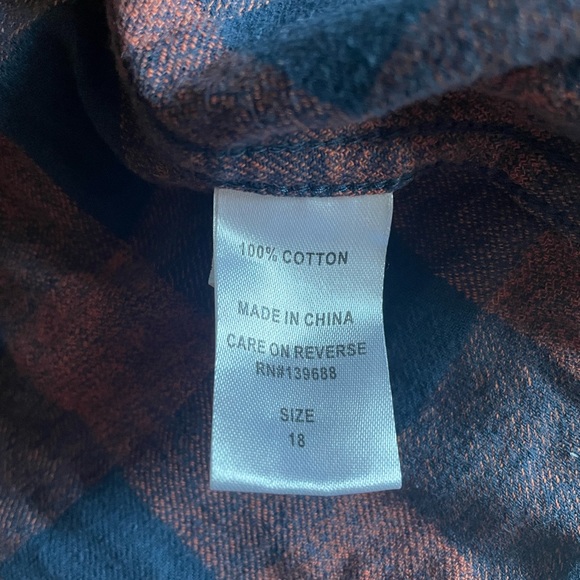 100% COTTON
MADE IN CHINA
CARE ON REVERSE
RN#139688
SIZE
18